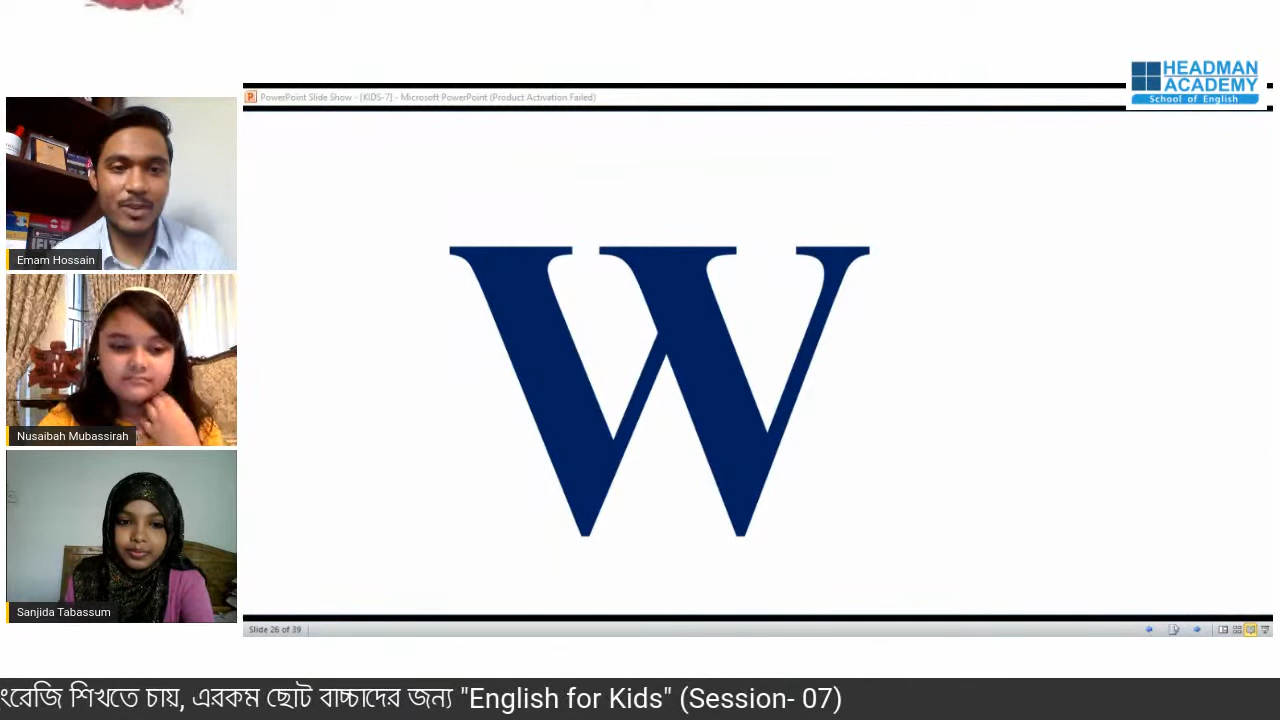 HEADMAN
ACADEMY
School of English
PowerPoint Slide Show - [KIDS-7] - Microsoft PowerPoint (Product Activation Failed)
W
Emam Hossain
Nusaibah Mubassirah
Sanjida Tabassum
Slide 26 of 39
ংরেজি শিখতে চায়, এরকম ছোট বাচ্চাদের জন্য "English for Kids" (Session- 07)